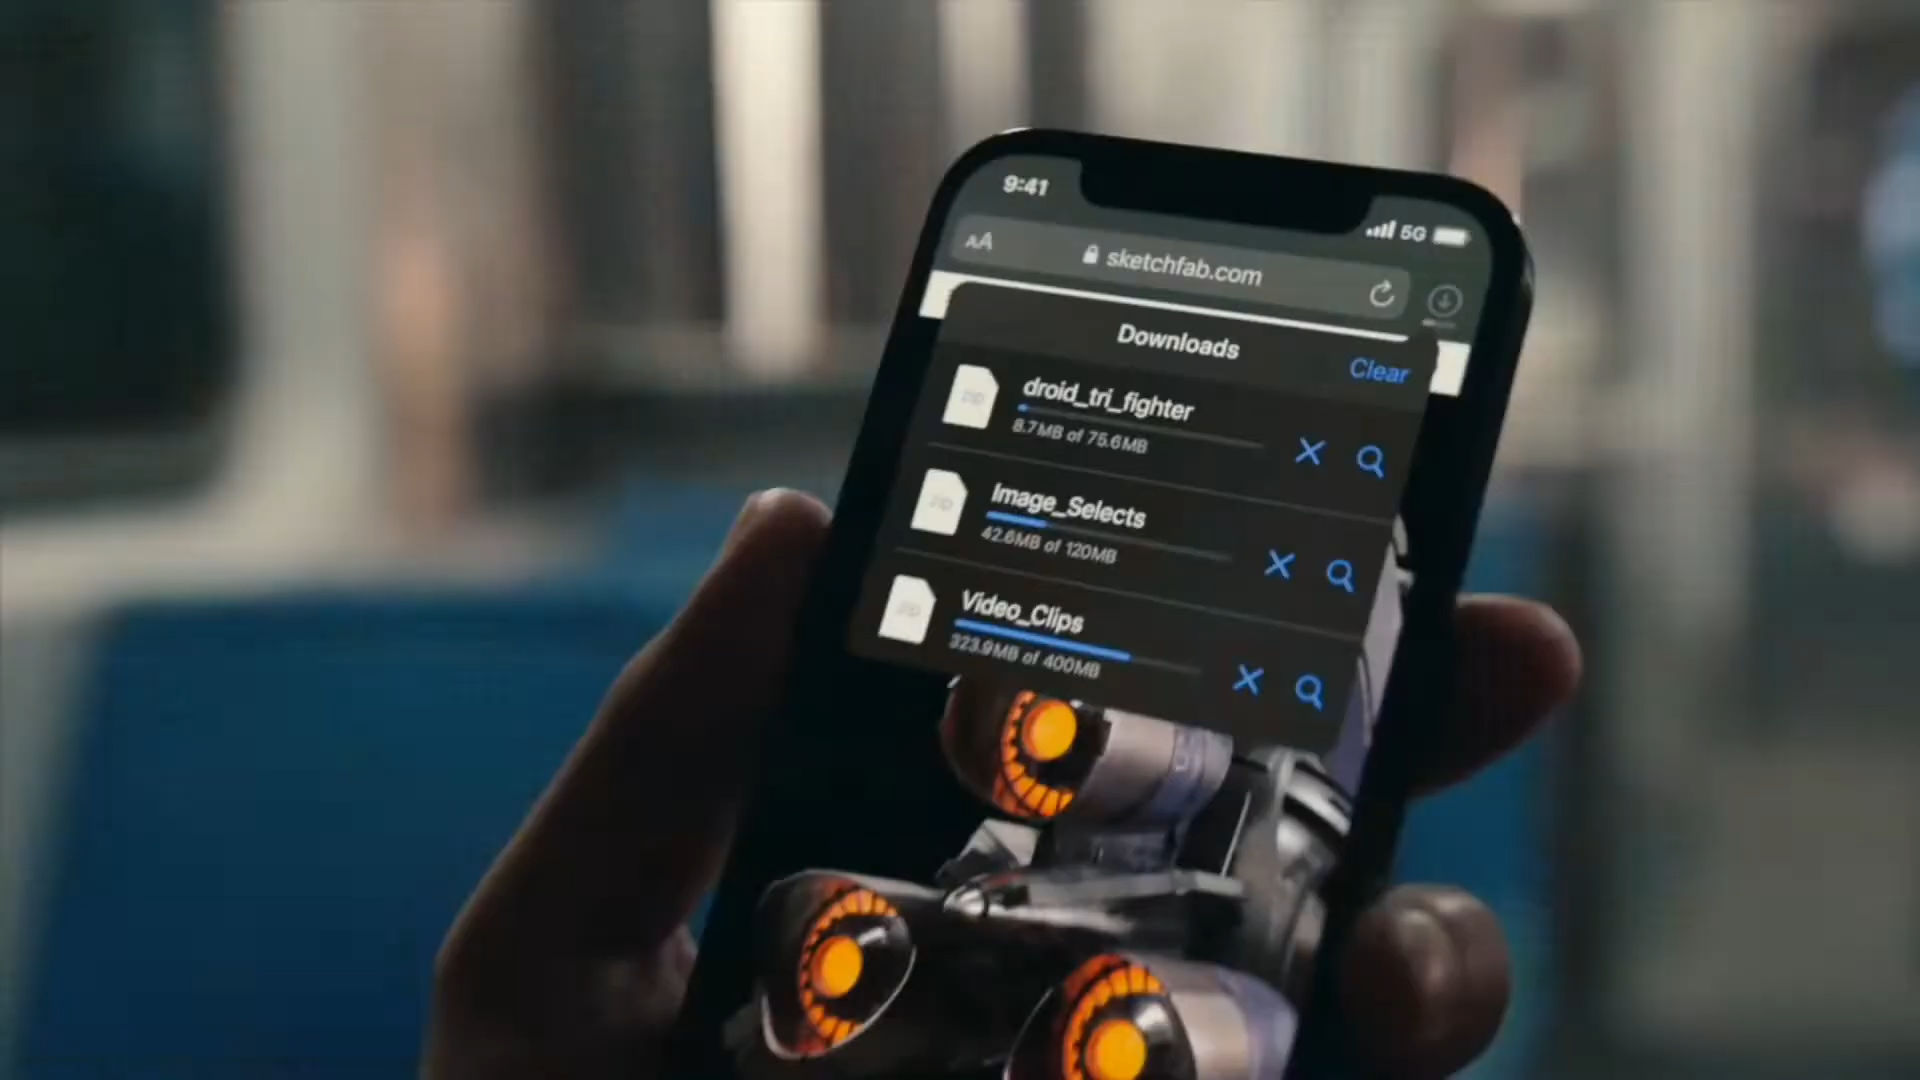 9:41
5G
AA
sketchfab.com
Downloads
Clear
droid_tri_fighter
8.7MB of 75.6MB
Image_Selects
42.6MB of 120MB
Video_Clips
323.9MB of 400MB